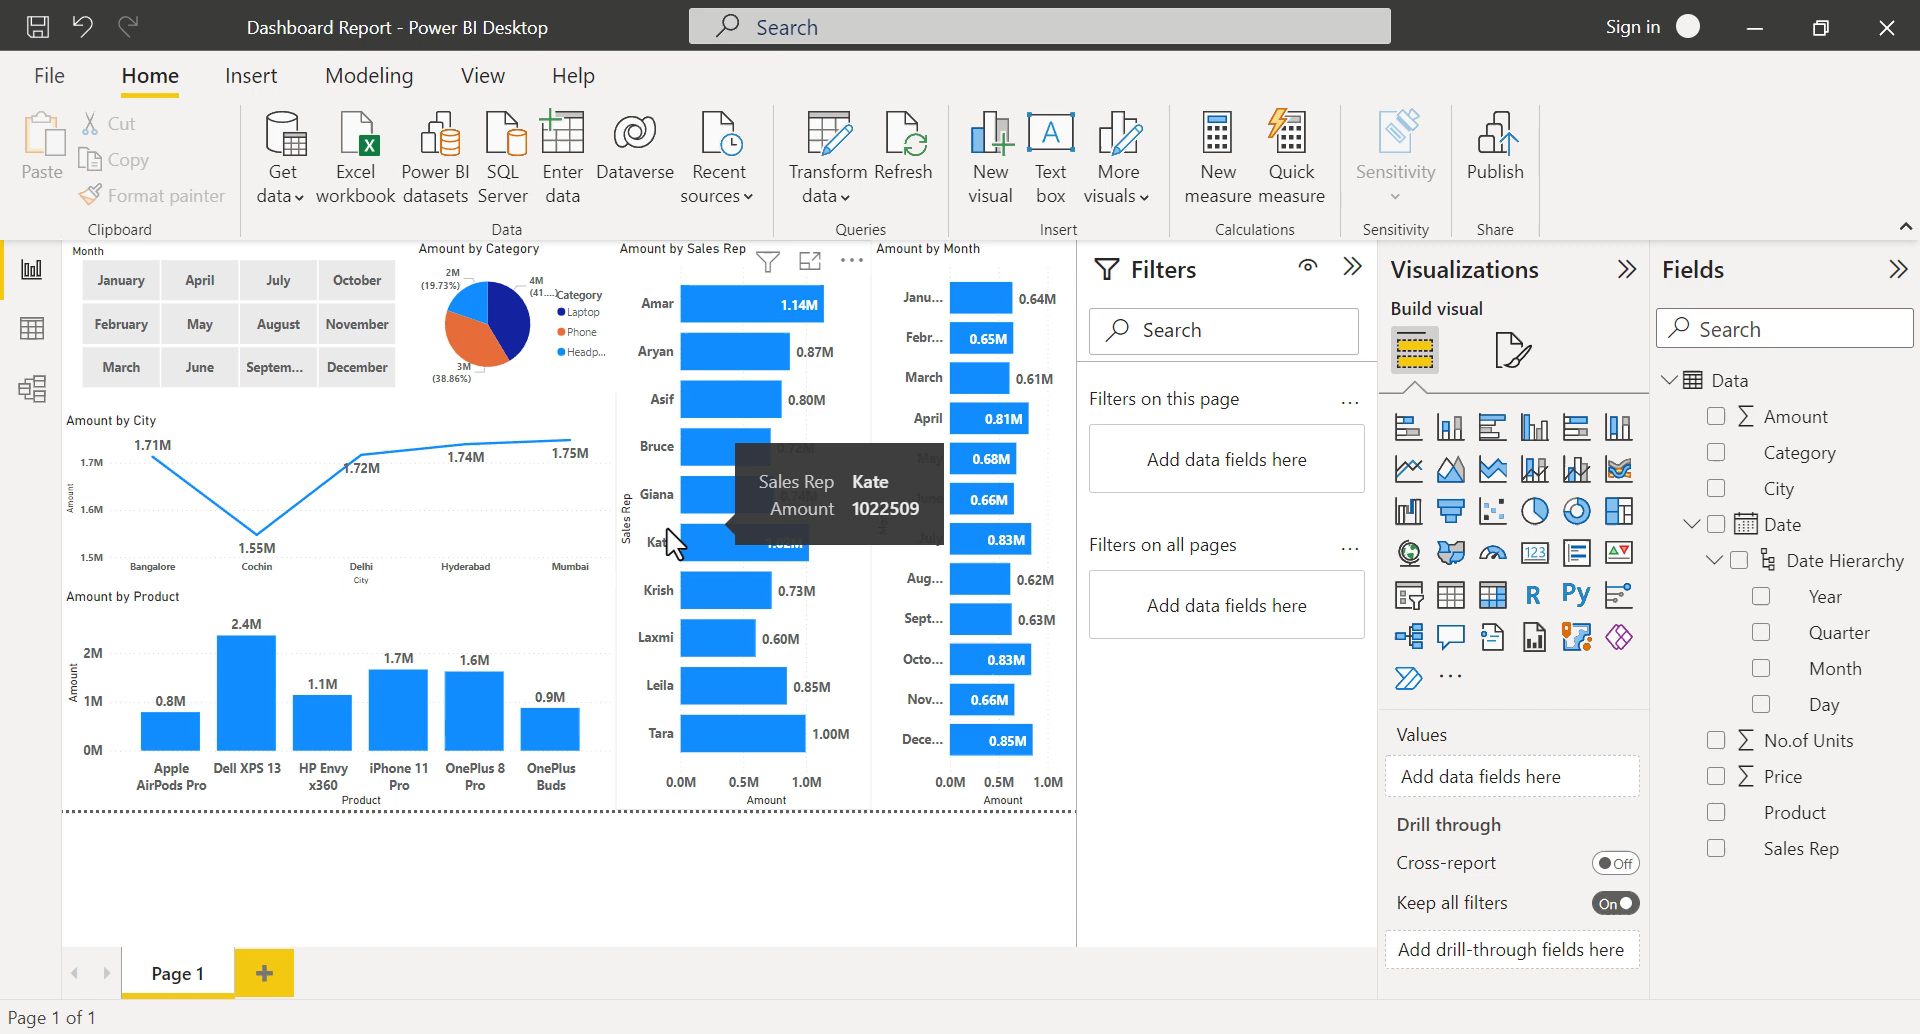 Dashboard Report - Power BI Desktop
Search
Sign in
File
Home
Insert
Modeling
View
Help
Paste
Cut
Copy
Format painter
Clipboard
Get data
Excel workbook
Power BI datasets
SQL Server
Enter data
Dataverse
Recent sources
Data
Transform data
Refresh
Queries
New visual
Text box
More visuals
Insert
New measure
Quick measure
Calculations
Sensitivity
Sensitivity
Publish
Share
Month
January
April
July
October
February
May
August
November
March
June
Septem...
December
Amount by Category
2M
(19.73%)
4M
(41....)
3M
(38.86%)
Category
Laptop
Phone
Headp...
Amount by City
Amount
1.7M
1.6M
1.5M
1.71M
1.55M
1.72M
1.74M
1.75M
Bangalore
Cochin
Delhi
Hyderabad
Mumbai
City
Amount by Product
Amount
2M
1M
0M
0.8M
2.4M
1.1M
1.7M
1.6M
0.9M
Apple AirPods Pro
Dell XPS 13
HP Envy x360
iPhone 11 Pro
OnePlus 8 Pro
OnePlus Buds
Product
Amount by Sales Rep
Sales Rep
Amar 1.14M
Aryan 0.87M
Asif 0.80M
Bruce
Giana
1.02M
Krish 0.73M
Laxmi 0.60M
Leila 0.85M
Tara 1.00M
0.0M 0.5M 1.0M
Amount
Sales Rep Kate
Amount 1022509
Amount by Month
Janu... 0.64M
Febr... 0.65M
March 0.61M
April 0.81M
May 0.68M
0.66M
July 0.83M
Aug... 0.62M
Sept... 0.63M
Octo... 0.83M
Nov... 0.66M
Dece... 0.85M
0.0M 0.5M 1.0M
Amount
Filters
Search
Filters on this page
Add data fields here
Filters on all pages
Add data fields here
Visualizations
Build visual
123
R
Py
Values
Add data fields here
Drill through
Cross-report
Off
Keep all filters
On
Add drill-through fields here
Fields
Search
Data
Amount
Category
City
Date
Date Hierarchy
Year
Quarter
Month
Day
No.of Units
Price
Product
Sales Rep
Page 1
Page 1 of 1